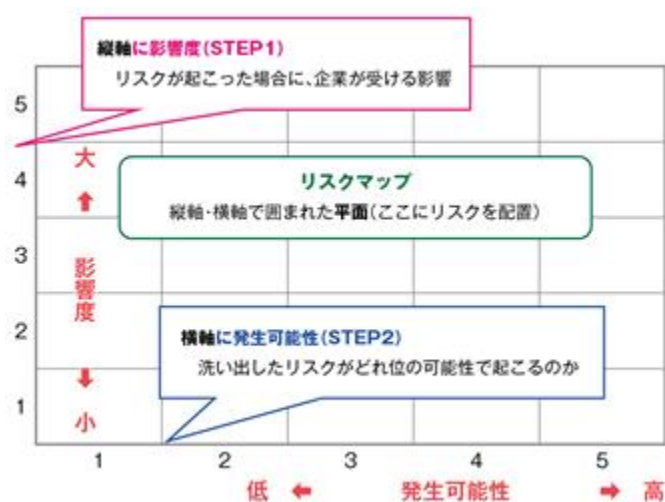 縦軸に影響度(STEP1)
リスクが起こった場合に、企業が受ける影響
5
4
3
2
1
大
↑
影響度
↓
小
リスクマップ
縦軸・横軸で囲まれた平面(ここにリスクを配置)
横軸に発生可能性(STEP2)
洗い出したリスクがどれ位の可能性で起こるのか
1 2 3 4 5
低 ← 発生可能性 → 高